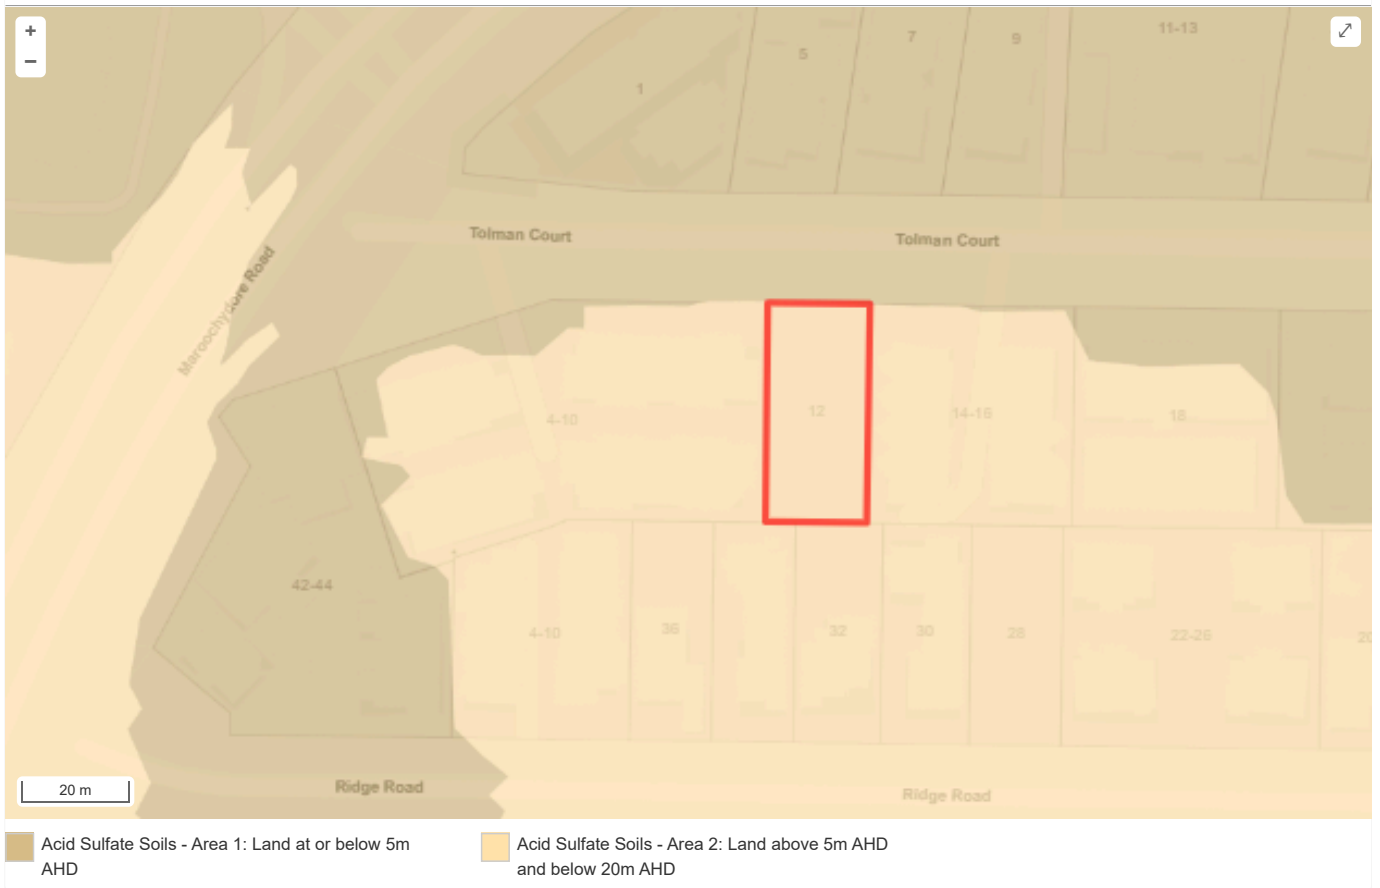 +
−
1
5
7
9
11-13
Tolman Court
Tolman Court
Maroochydore Road
4-10
12
14-16
18
42-44
4-10
36
32
30
28
22-26
20
Ridge Road
Ridge Road
20 m
Acid Sulfate Soils - Area 1: Land at or below 5m
AHD
Acid Sulfate Soils - Area 2: Land above 5m AHD
and below 20m AHD